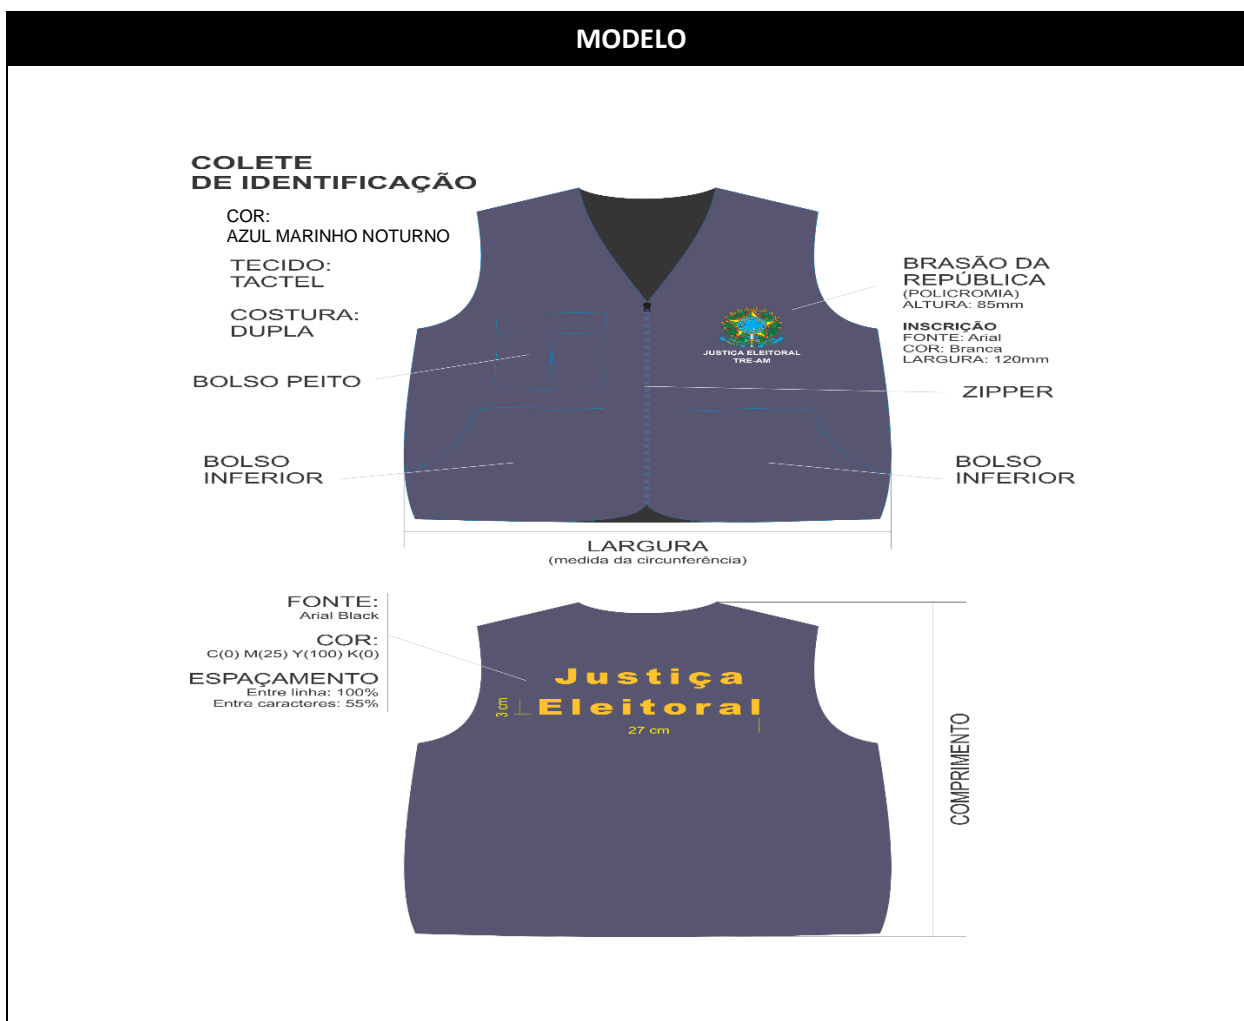 MODELO
COLETE
DE IDENTIFICAÇÃO
COR:
AZUL MARINHO NOTURNO
TECIDO:
TACTEL
COSTURA:
DUPLA
BOLSO PEITO
BOLSO
INFERIOR
BRASÃO DA
REPÚBLICA
(POLICROMIA)
ALTURA: 85mm
INSCRIÇÃO
FONTE: Arial
COR: Branca
LARGURA: 120mm
JUSTIÇA ELEITORAL
TRE-AM
ZIPPER
BOLSO
INFERIOR
LARGURA
(medida da circunferência)
FONTE:
Arial Black
COR:
C(0) M(25) Y(100) K(0)
ESPAÇAMENTO
Entre linha: 100%
Entre caracteres: 55%
Justiça
Eleitoral
3 cm
27 cm
COMPRIMENTO